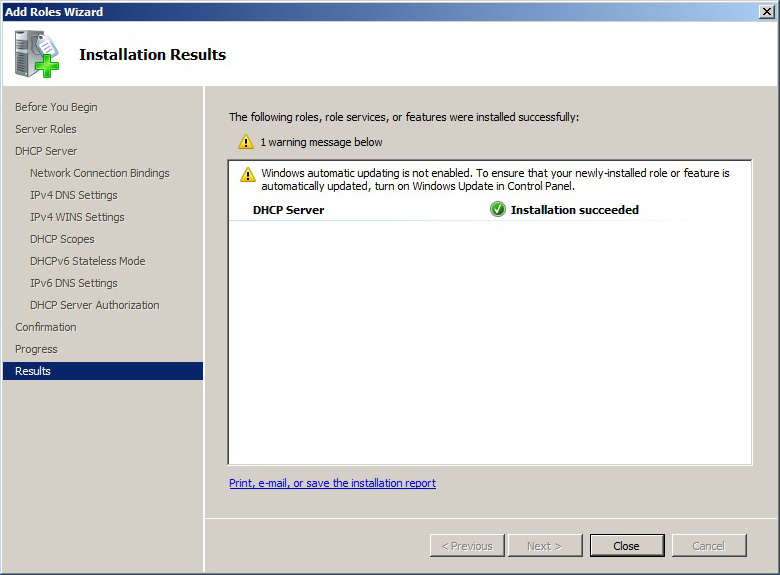 Add Roles Wizard
Installation Results
Before You Begin
Server Roles
DHCP Server
Network Connection Bindings
IPv4 DNS Settings
IPv4 WINS Settings
DHCP Scopes
DHCPv6 Stateless Mode
IPv6 DNS Settings
DHCP Server Authorization
Confirmation
Progress
Results
The following roles, role services, or features were installed successfully:
1 warning message below
Windows automatic updating is not enabled. To ensure that your newly-installed role or feature is
automatically updated, turn on Windows Update in Control Panel.
DHCP Server Installation succeeded
Print, e-mail, or save the installation report
< Previous Next > Close Cancel